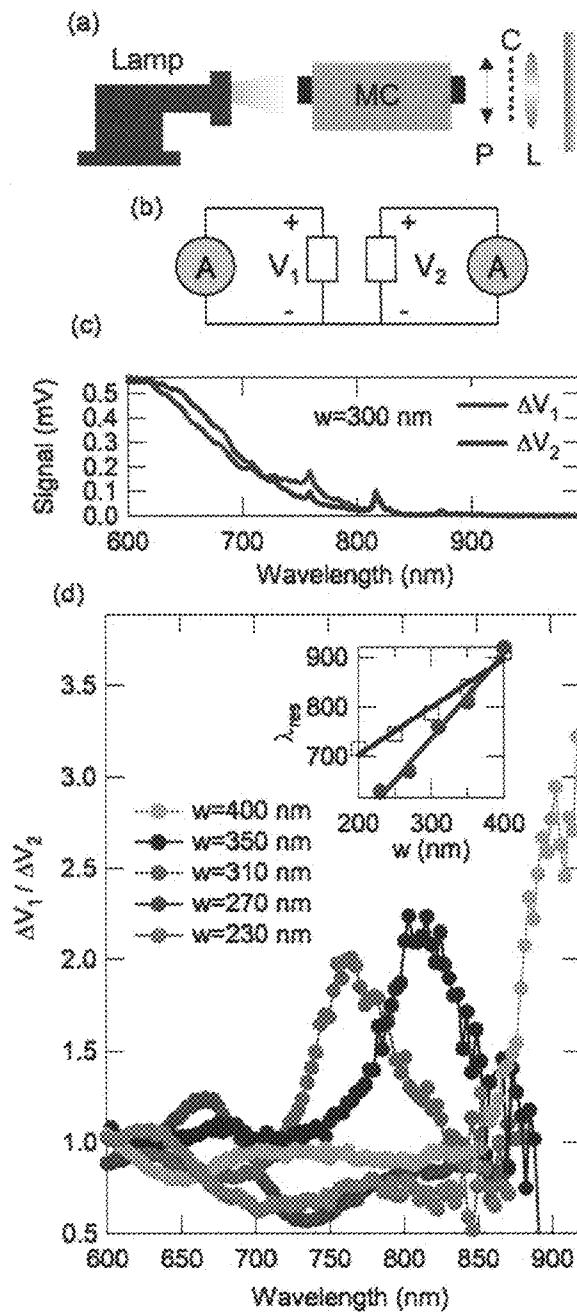 (a)
Lamp
MC
C
P
L
(b)
A
V1
+
-
V2
+
-
A
(c)
Signal (mV)
0.5
0.4
0.3
0.2
0.1
0.0
w=300 nm
ΔV1
ΔV2
600
700
800
900
Wavelength (nm)
(d)
ΔV1 / ΔV2
3.5
3.0
2.5
2.0
1.5
1.0
0.5
w=400 nm
w=350 nm
w=310 nm
w=270 nm
w=230 nm
λres
900
800
700
200
300
400
w (nm)
600
650
700
750
800
850
900
Wavelength (nm)